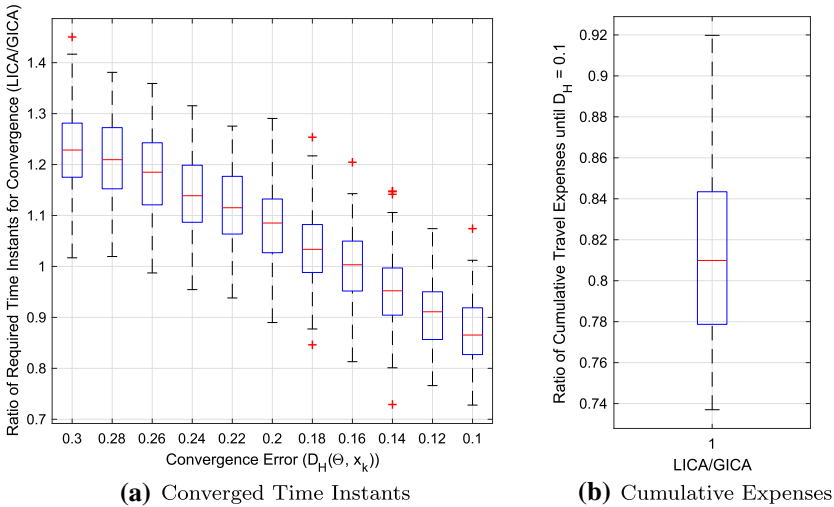 Ratio of Required Time Instants for Convergence (LICA/GICA)
1.4
1.3
1.2
1.1
1
0.9
0.8
0.7
0.3 0.28 0.26 0.24 0.22 0.2 0.18 0.16 0.14 0.12 0.1
Convergence Error (D_H(Θ, x_k))
(a) Converged Time Instants
Ratio of Cumulative Travel Expenses until D_H = 0.1
0.92
0.9
0.88
0.86
0.84
0.82
0.8
0.78
0.76
0.74
1
LICA/GICA
(b) Cumulative Expenses